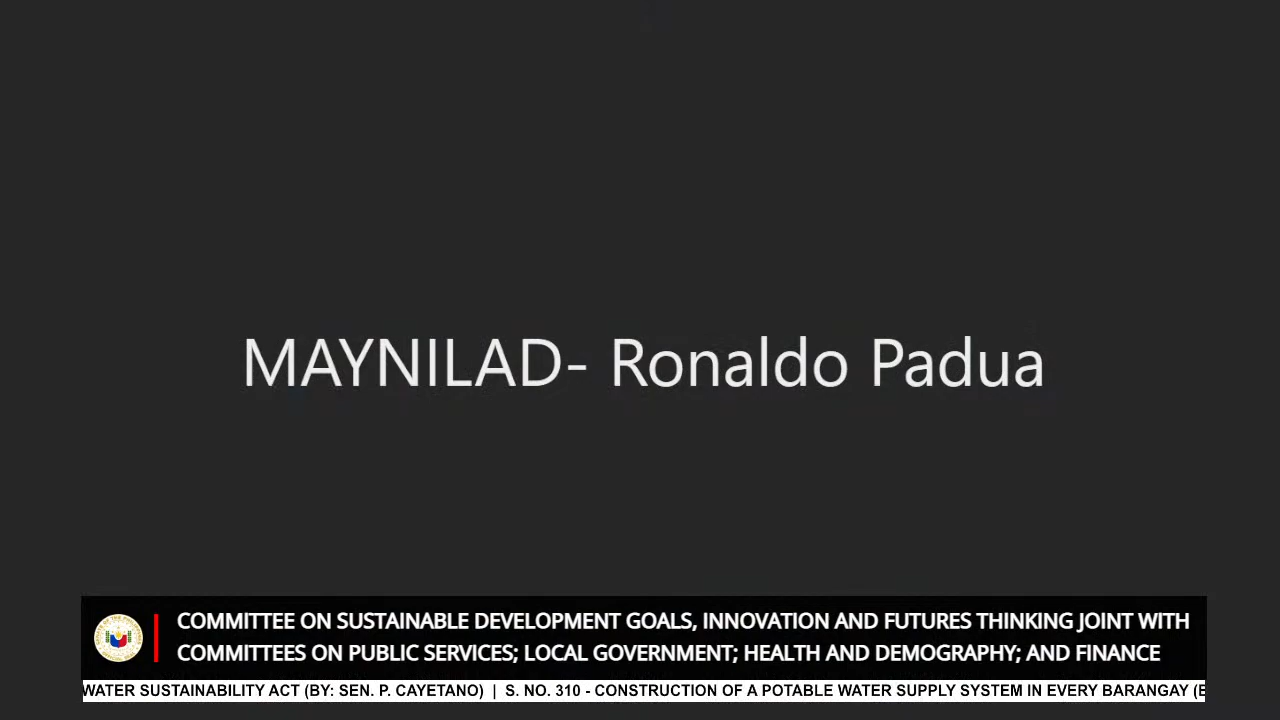 MAYNILAD- Ronaldo Padua
COMMITTEE ON SUSTAINABLE DEVELOPMENT GOALS, INNOVATION AND FUTURES THINKING JOINT WITH
COMMITTEES ON PUBLIC SERVICES; LOCAL GOVERNMENT; HEALTH AND DEMOGRAPHY; AND FINANCE
WATER SUSTAINABILITY ACT (BY: SEN. P. CAYETANO) | S. NO. 310 - CONSTRUCTION OF A POTABLE WATER SUPPLY SYSTEM IN EVERY BARANGAY (